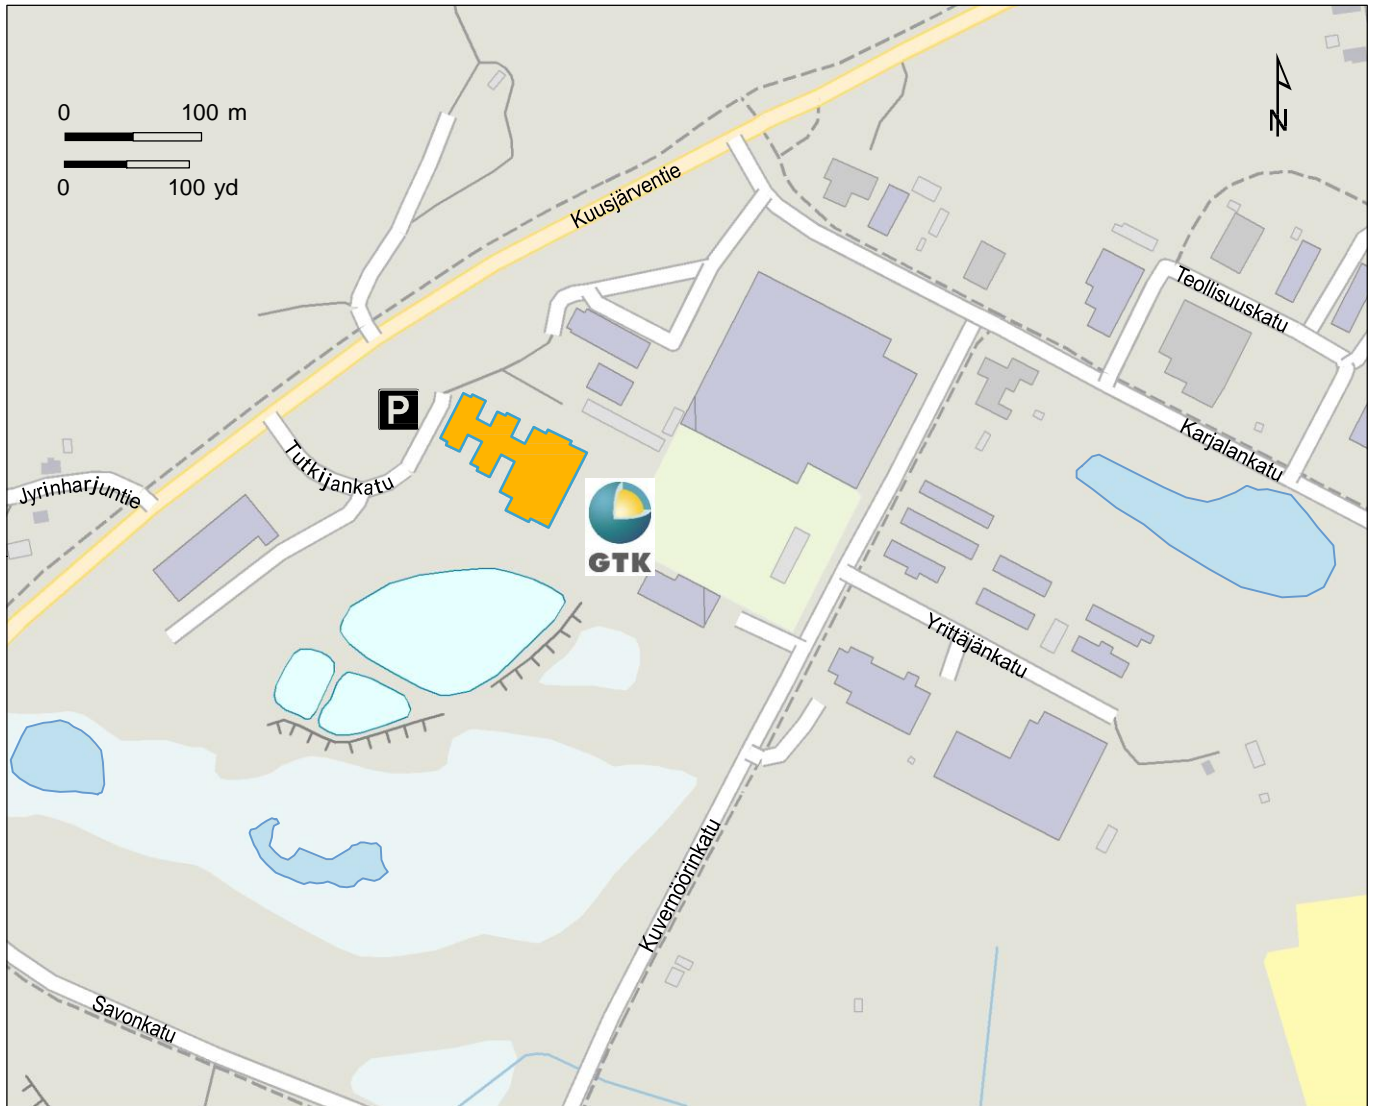 0 100 m
0 100 yd
N
Kuusjärventie
Teollisuuskatu
P
Karjalankatu
Tutkijankatu
Jyrinharjuntie
GTK
Yrittäjänkatu
Kuvernöörinkatu
Savonkatu